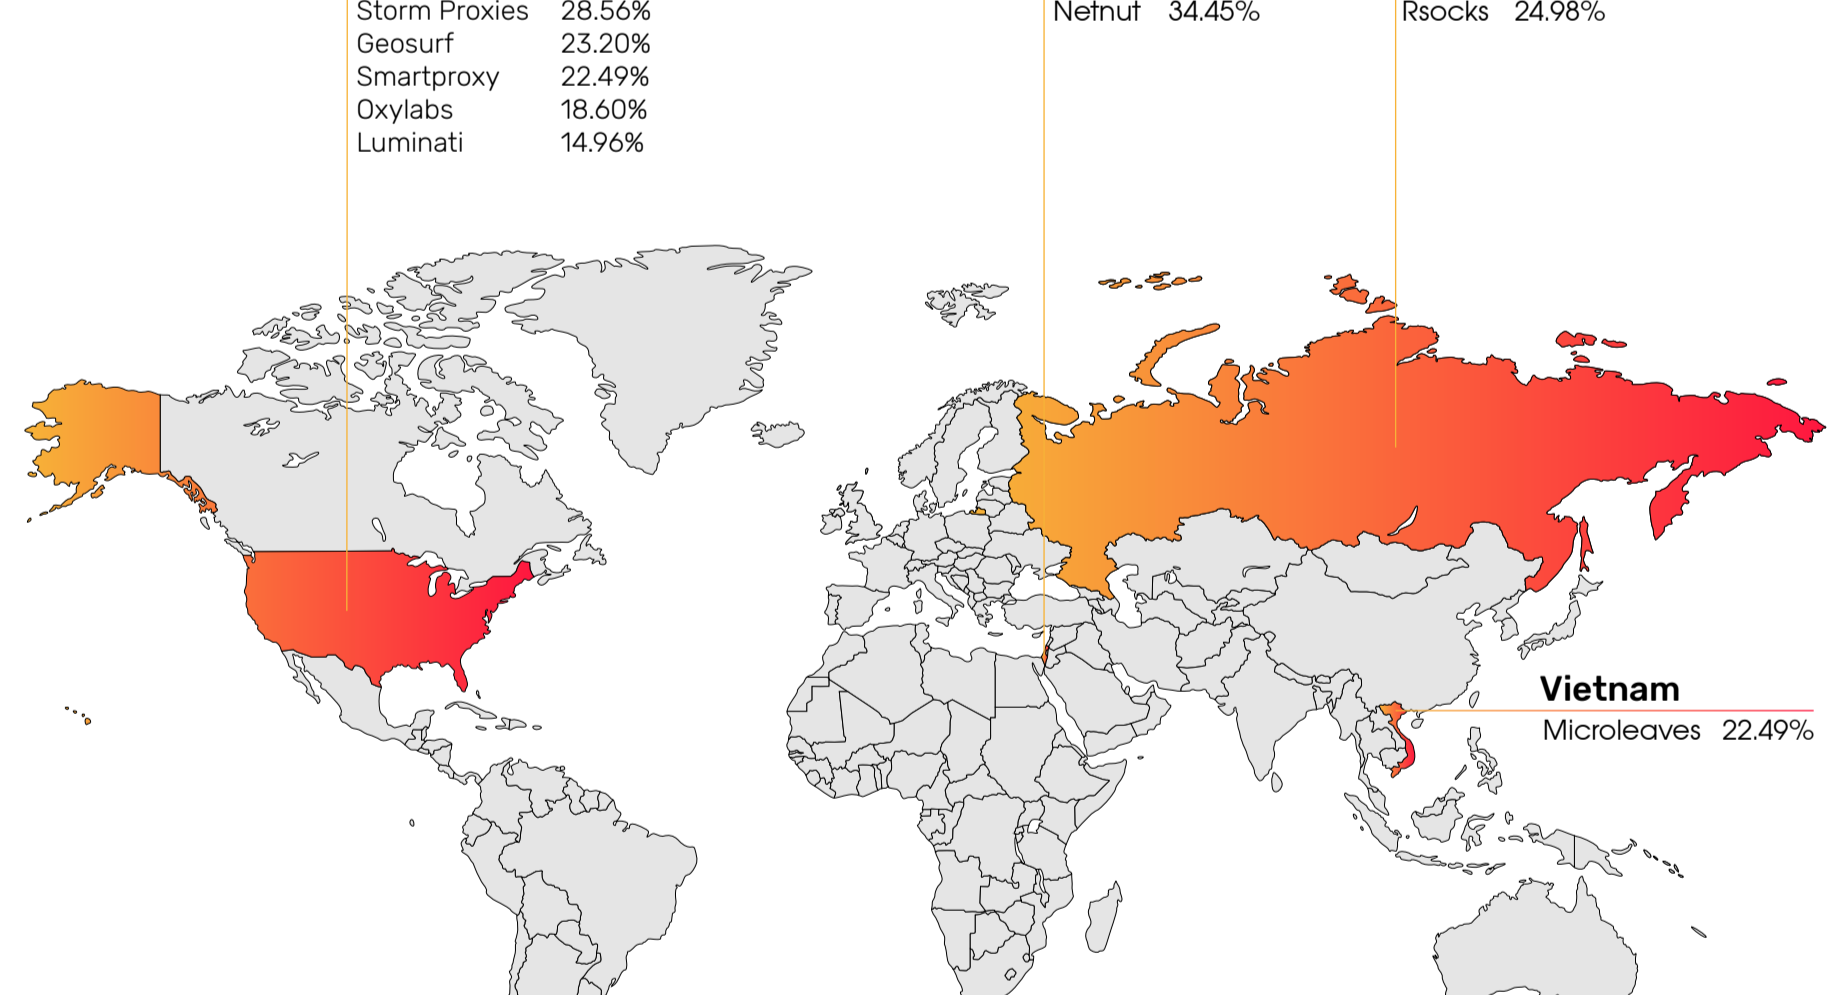 Storm Proxies 28.56%
Geosurf 23.20%
Smartproxy 22.49%
Oxylabs 18.60%
Luminati 14.96%
Netnut 34.45%
Rsocks 24.98%
Vietnam
Microleaves 22.49%